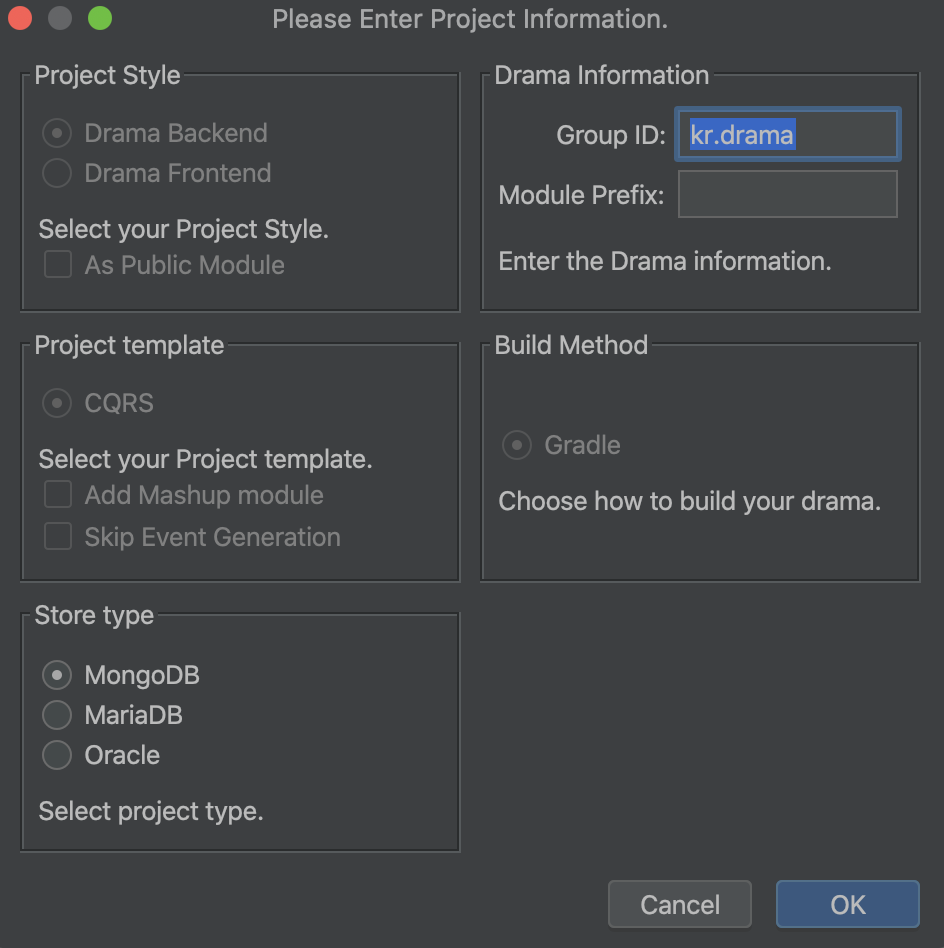 Please Enter Project Information.
Project Style
Drama Backend
Drama Frontend
Select your Project Style.
As Public Module
Drama Information
Group ID: kr.drama
Module Prefix:
Enter the Drama information.
Project template
CQRS
Select your Project template.
Add Mashup module
Skip Event Generation
Build Method
Gradle
Choose how to build your drama.
Store type
MongoDB
MariaDB
Oracle
Select project type.
Cancel
OK